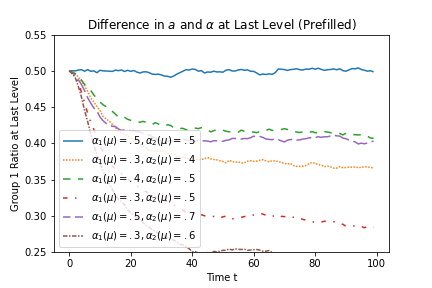 Difference in a and α at Last Level (Prefilled)
Group 1 Ratio at Last Level
0.55
0.50
0.45
0.40
0.35
0.30
0.25
α₁(μ)=.5,α₂(μ)=.5
α₁(μ)=.3,α₂(μ)=.4
α₁(μ)=.4,α₂(μ)=.5
α₁(μ)=.3,α₂(μ)=.5
α₁(μ)=.5,α₂(μ)=.7
α₁(μ)=.3,α₂(μ)=.6
0 20 40 60 80 100
Time t